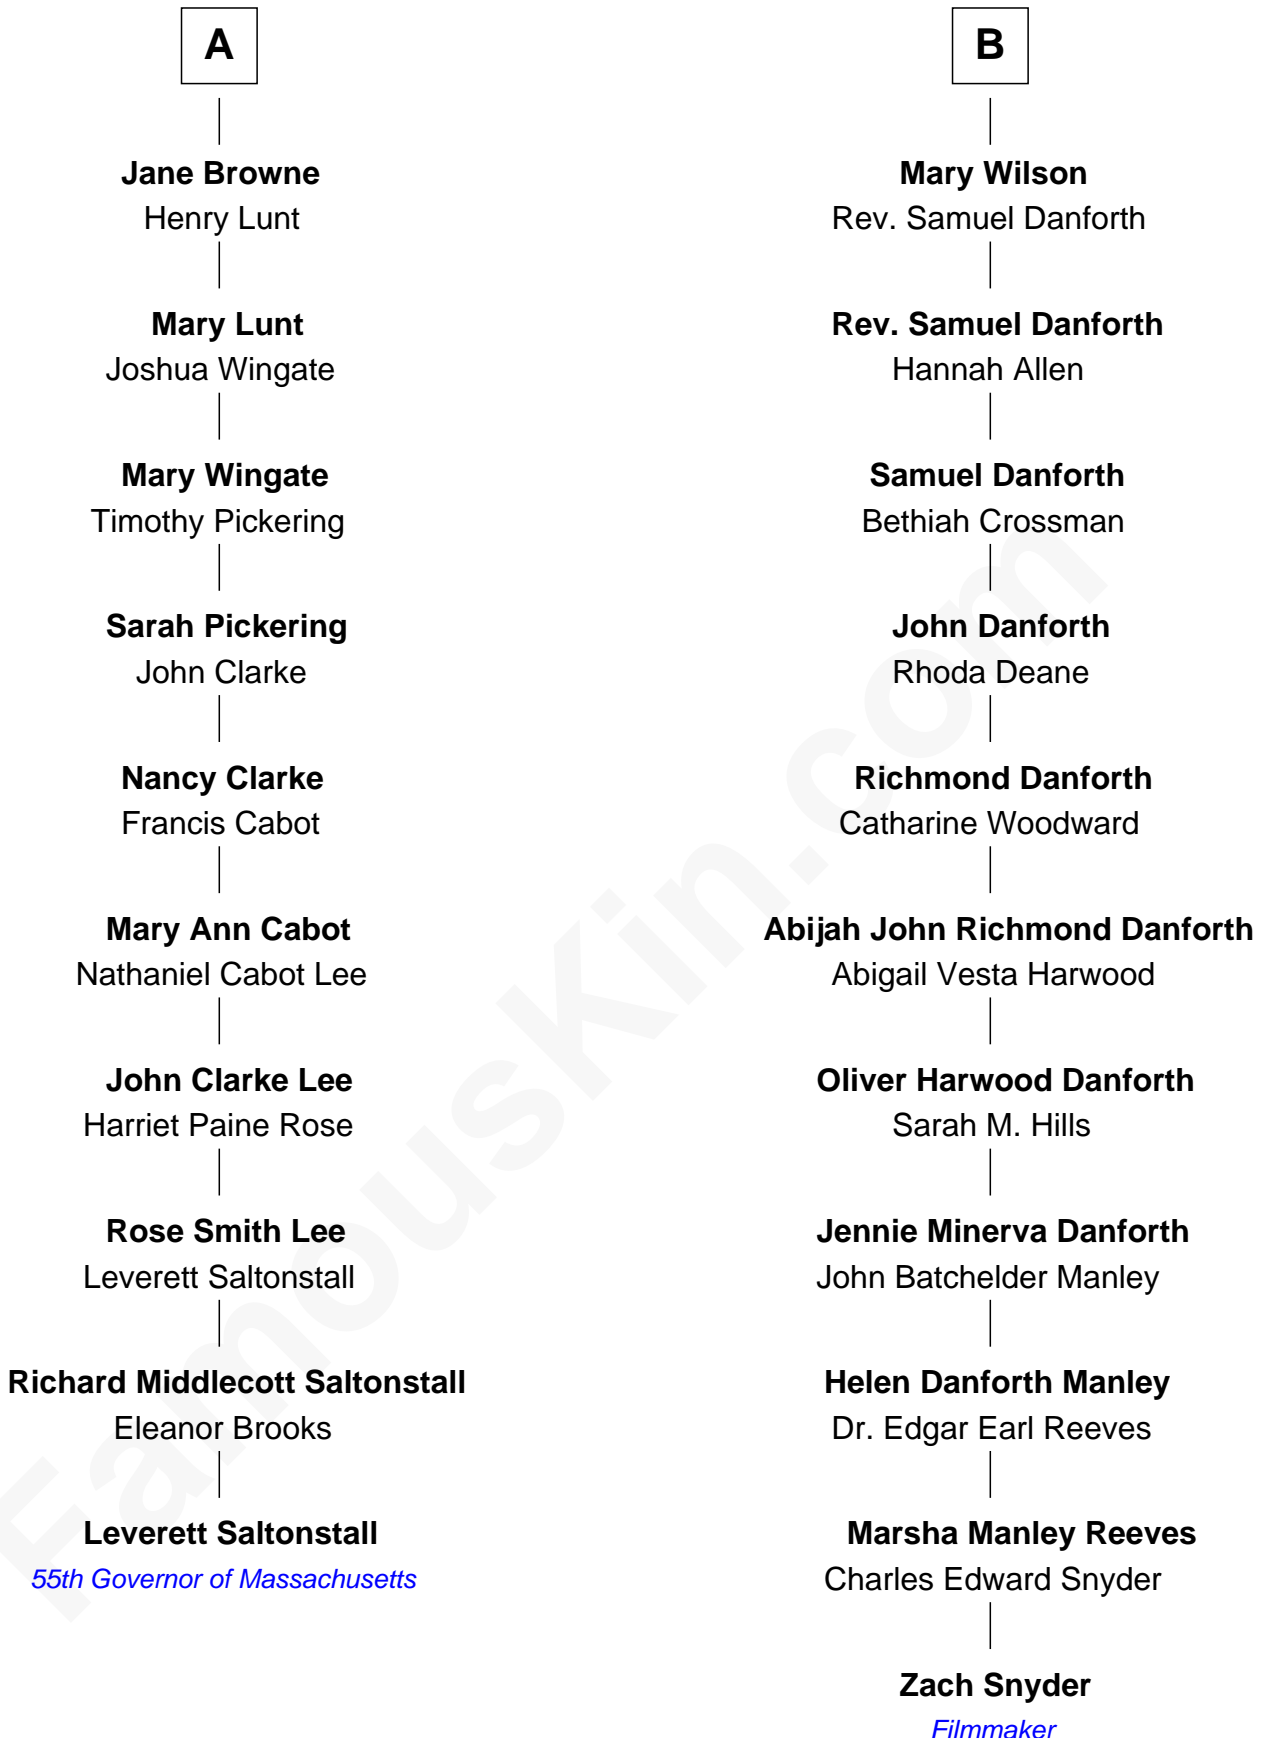 A
Jane Browne
Henry Lunt
Mary Lunt
Joshua Wingate
Mary Wingate
Timothy Pickering
Sarah Pickering
John Clarke
Nancy Clarke
Francis Cabot
Mary Ann Cabot
Nathaniel Cabot Lee
John Clarke Lee
Harriet Paine Rose
Rose Smith Lee
Leverett Saltonstall
Richard Middlecott Saltonstall
Eleanor Brooks
Leverett Saltonstall
55th Governor of Massachusetts
B
Mary Wilson
Rev. Samuel Danforth
Rev. Samuel Danforth
Hannah Allen
Samuel Danforth
Bethiah Crossman
John Danforth
Rhoda Deane
Richmond Danforth
Catharine Woodward
Abijah John Richmond Danforth
Abigail Vesta Harwood
Oliver Harwood Danforth
Sarah M. Hills
Jennie Minerva Danforth
John Batchelder Manley
Helen Danforth Manley
Dr. Edgar Earl Reeves
Marsha Manley Reeves
Charles Edward Snyder
Zach Snyder
Filmmaker
FamousKin.com